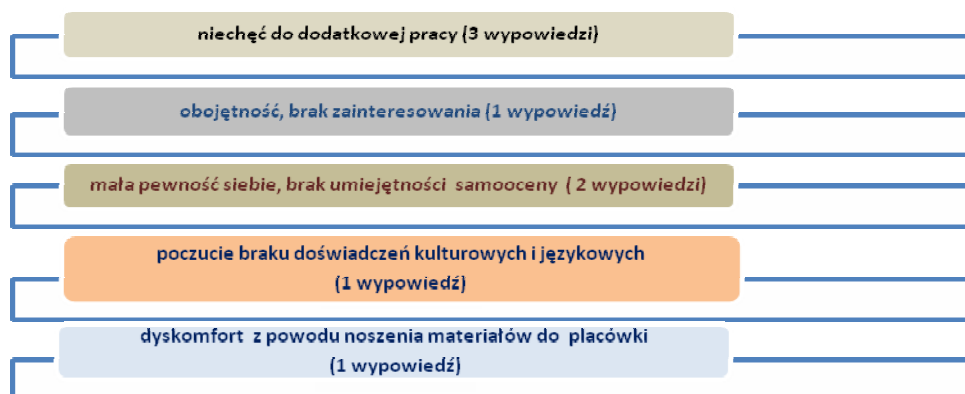 niechęć do dodatkowej pracy (3 wypowiedzi)
obojętność, brak zainteresowania (1 wypowiedź)
mała pewność siebie, brak umiejętności samooceny ( 2 wypowiedzi)
poczucie braku doświadczeń kulturowych i językowych
(1 wypowiedź)
dyskomfort z powodu noszenia materiałów do placówki
(1 wypowiedź)